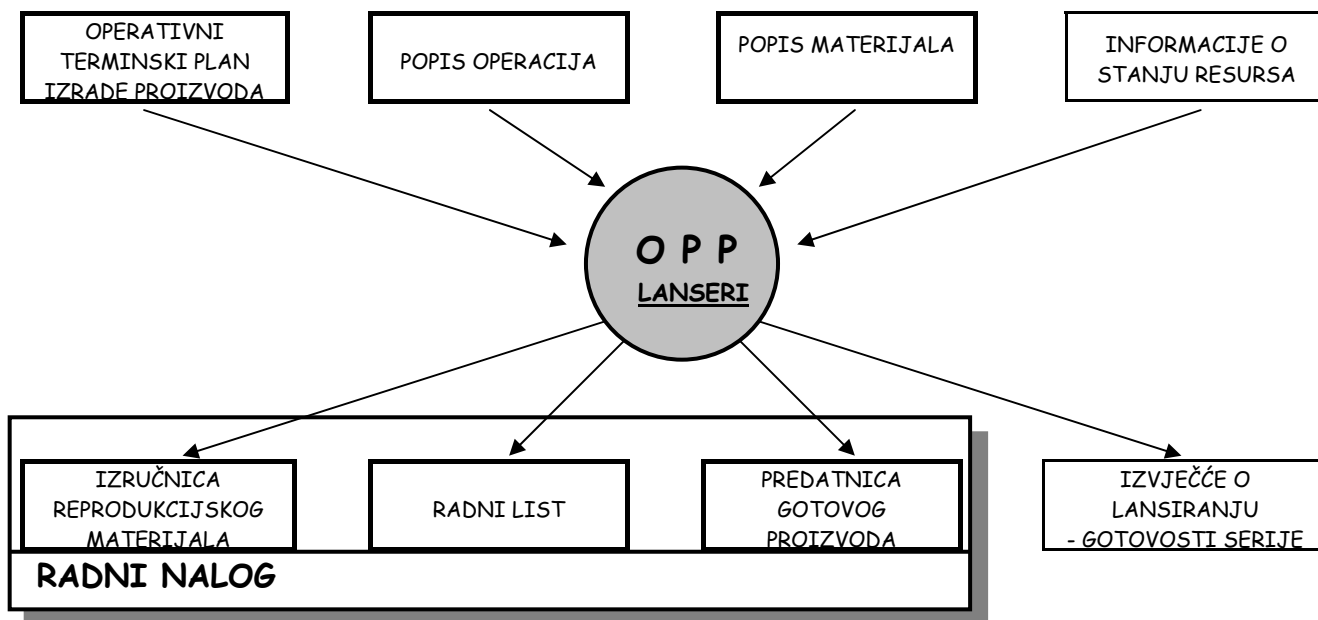 OPERATIVNI
TERMINSKI PLAN
IZRADE PROIZVODA
POPIS OPERACIJA
POPIS MATERIJALA
INFORMACIJE O
STANJU RESURSA
O P P
LANSERI
IZRUČNICA
REPRODUKCIJSKOG
MATERIJALA
RADNI LIST
PREDATNICA
GOTOVOG
PROIZVODA
IZVJEČĆE O
LANSIRANJU
- GOTOVOSTI SERIJE
RADNI NALOG